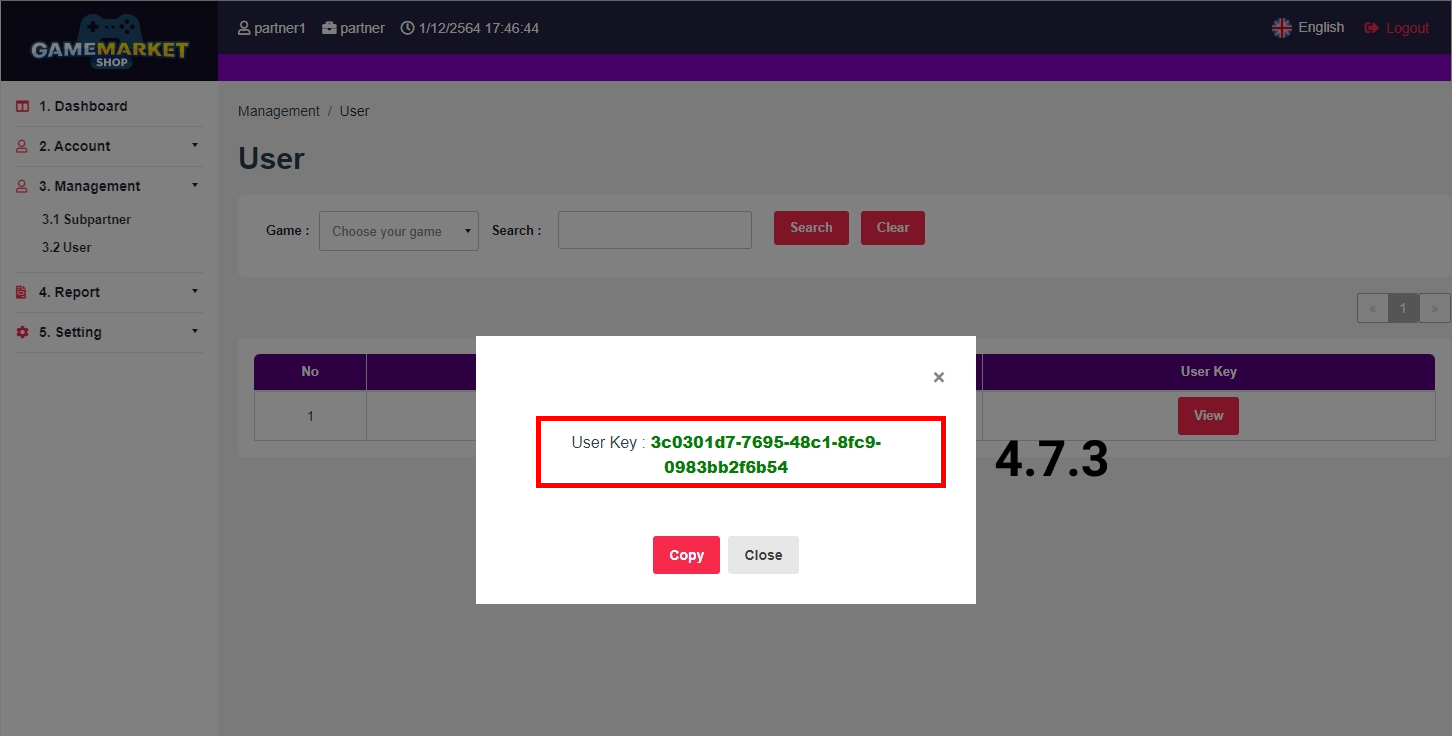 GAMEMARKET
SHOP
partner1 partner 1/12/2564 17:46:44
English Logout
1. Dashboard
2. Account
3. Management
3.1 Subpartner
3.2 User
4. Report
5. Setting
Management / User
User
Game : Choose your game Search : Search Clear
« 1 »
No User Key
1 View
×
User Key : 3c0301d7-7695-48c1-8fc9-
0983bb2f6b54
4.7.3
Copy Close